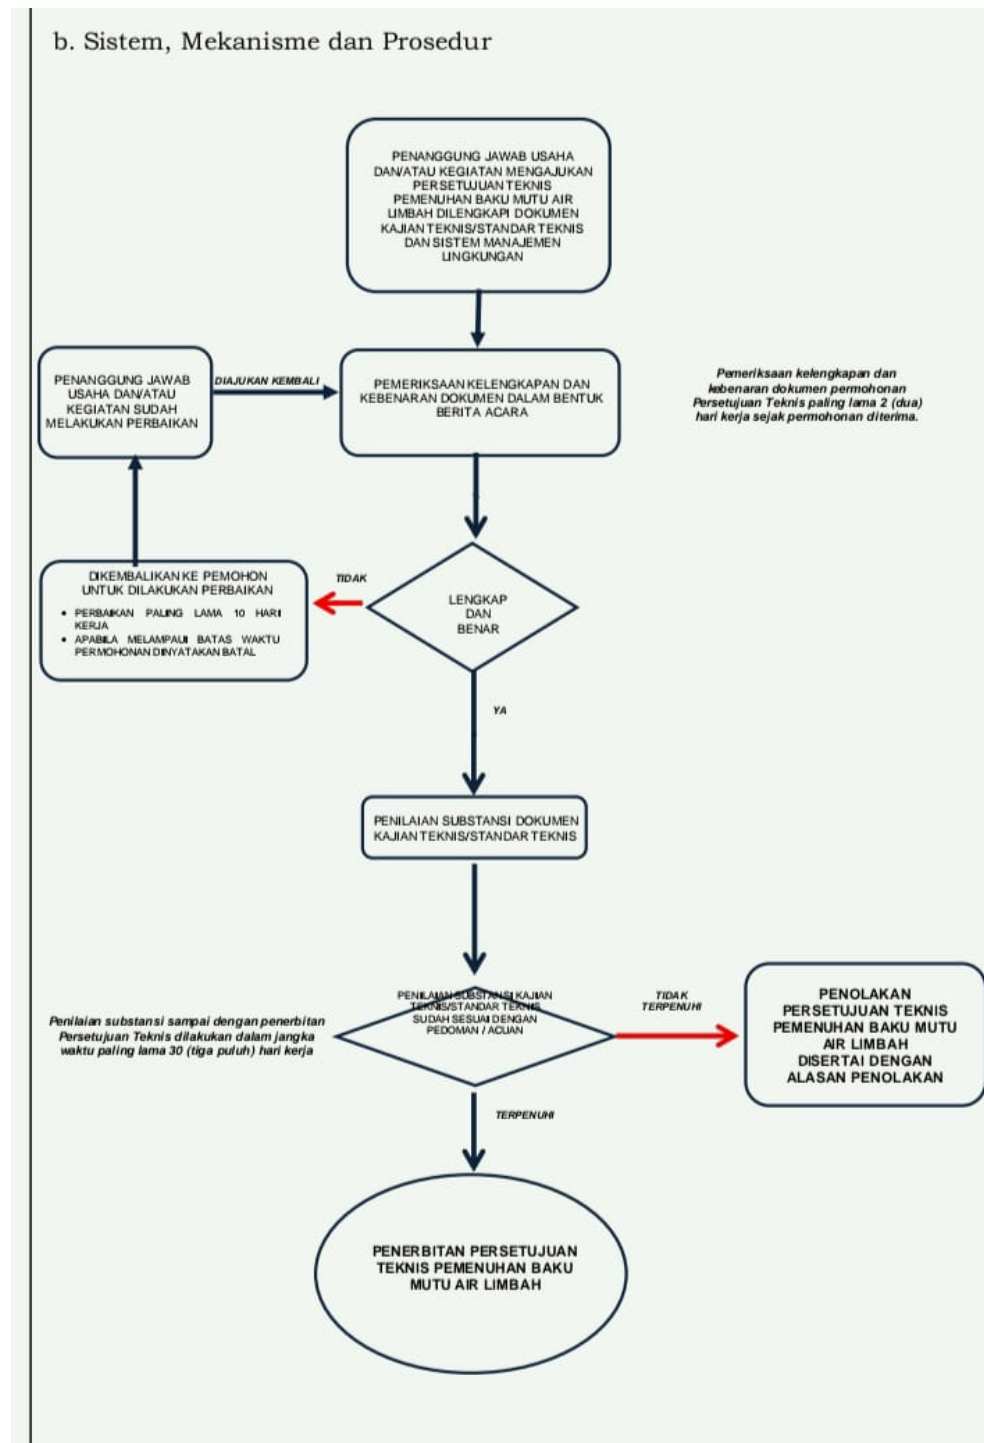 b. Sistem, Mekanisme dan Prosedur
PENANGGUNG JAWAB USAHA
DAN/ATAU KEGIATAN MENGAJUKAN
PERSETUJUAN TEKNIS
PEMENUHAN BAKU MUTU AIR
LIMBAH DILENGKAPI DOKUMEN
KAJIAN TEKNIS/STANDAR TEKNIS
DAN SISTEM MANAJEMEN
LINGKUNGAN
PENANGGUNG JAWAB
USAHA DAN/ATAU
KEGIATAN SUDAH
MELAKUKAN PERBAIKAN
DIAJUKAN KEMBALI
PEMERIKSAAN KELENGKAPAN DAN
KEBENARAN DOKUMEN DALAM BENTUK
BERITA ACARA
Pemeriksaan kelengkapan dan
kebenaran dokumen permohonan
Persetujuan Teknis paling lama 2 (dua)
hari kerja sejak permohonan diterima.
DIKEMBALIKAN KE PEMOHON
UNTUK DILAKUKAN PERBAIKAN
• PERBAIKAN PALING LAMA 10 HARI
KERJA
• APABILA MELAMPAUI BATAS WAKTU
PERMOHONAN DINYATAKAN BATAL
TIDAK
LENGKAP
DAN
BENAR
YA
PENILAIAN SUBSTANSI DOKUMEN
KAJIAN TEKNIS/STANDAR TEKNIS
Penilaian substansi sampai dengan penerbitan
Persetujuan Teknis dilakukan dalam jangka
waktu paling lama 30 (tiga puluh) hari kerja
PENILAIAN SUBSTANSI KAJIAN
TEKNIS/STANDAR TEKNIS
SUDAH SESUAI DENGAN
PEDOMAN / ACUAN
TIDAK
TERPENUHI
PENOLAKAN
PERSETUJUAN TEKNIS
PEMENUHAN BAKU MUTU
AIR LIMBAH
DISERTAI DENGAN
ALASAN PENOLAKAN
TERPENUHI
PENERBITAN PERSETUJUAN
TEKNIS PEMENUHAN BAKU
MUTU AIR LIMBAH